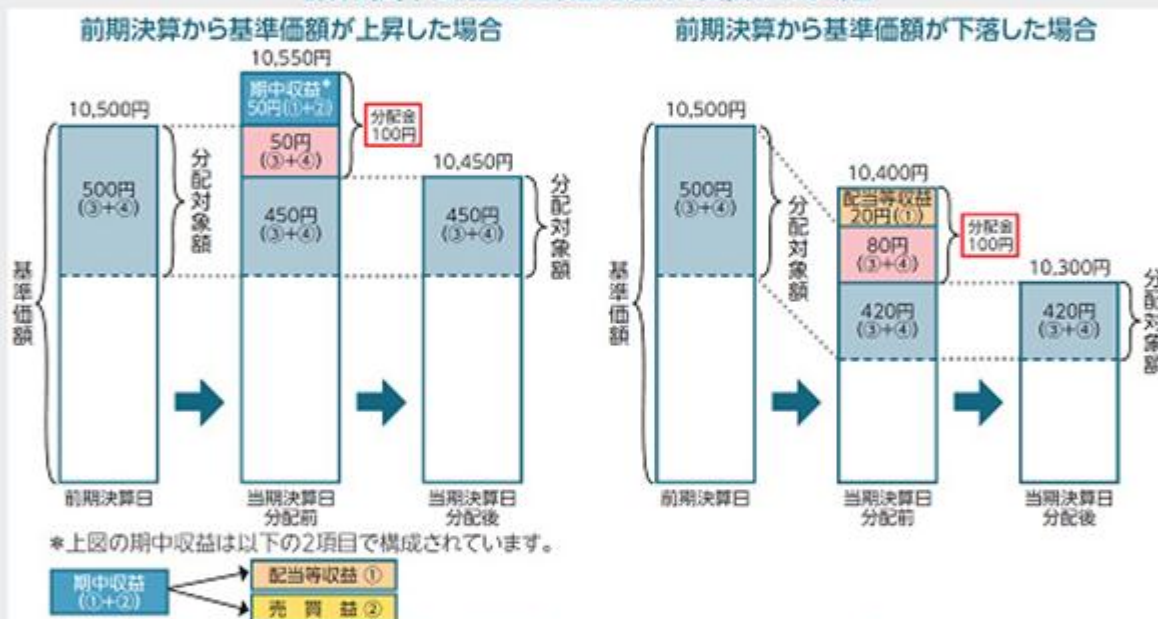 前期決算から基準価額が上昇した場合
10,500円
500円
(③+④)
分配対象額
基準価額
10,550円
期中収益*
50円(①+②)
50円
(③+④)
450円
(③+④)
分配金
100円
10,450円
450円
(③+④)
分配対象額
前期決算日
当期決算日
分配前
当期決算日
分配後
前期決算から基準価額が下落した場合
10,500円
500円
(③+④)
分配対象額
基準価額
10,400円
配当等収益
20円(①)
80円
(③+④)
420円
(③+④)
分配金
100円
10,300円
420円
(③+④)
分配対象額
前期決算日
当期決算日
分配前
当期決算日
分配後
*上図の期中収益は以下の2項目で構成されています。
期中収益
(①+②)
配当等収益 ①
売 買 益 ②